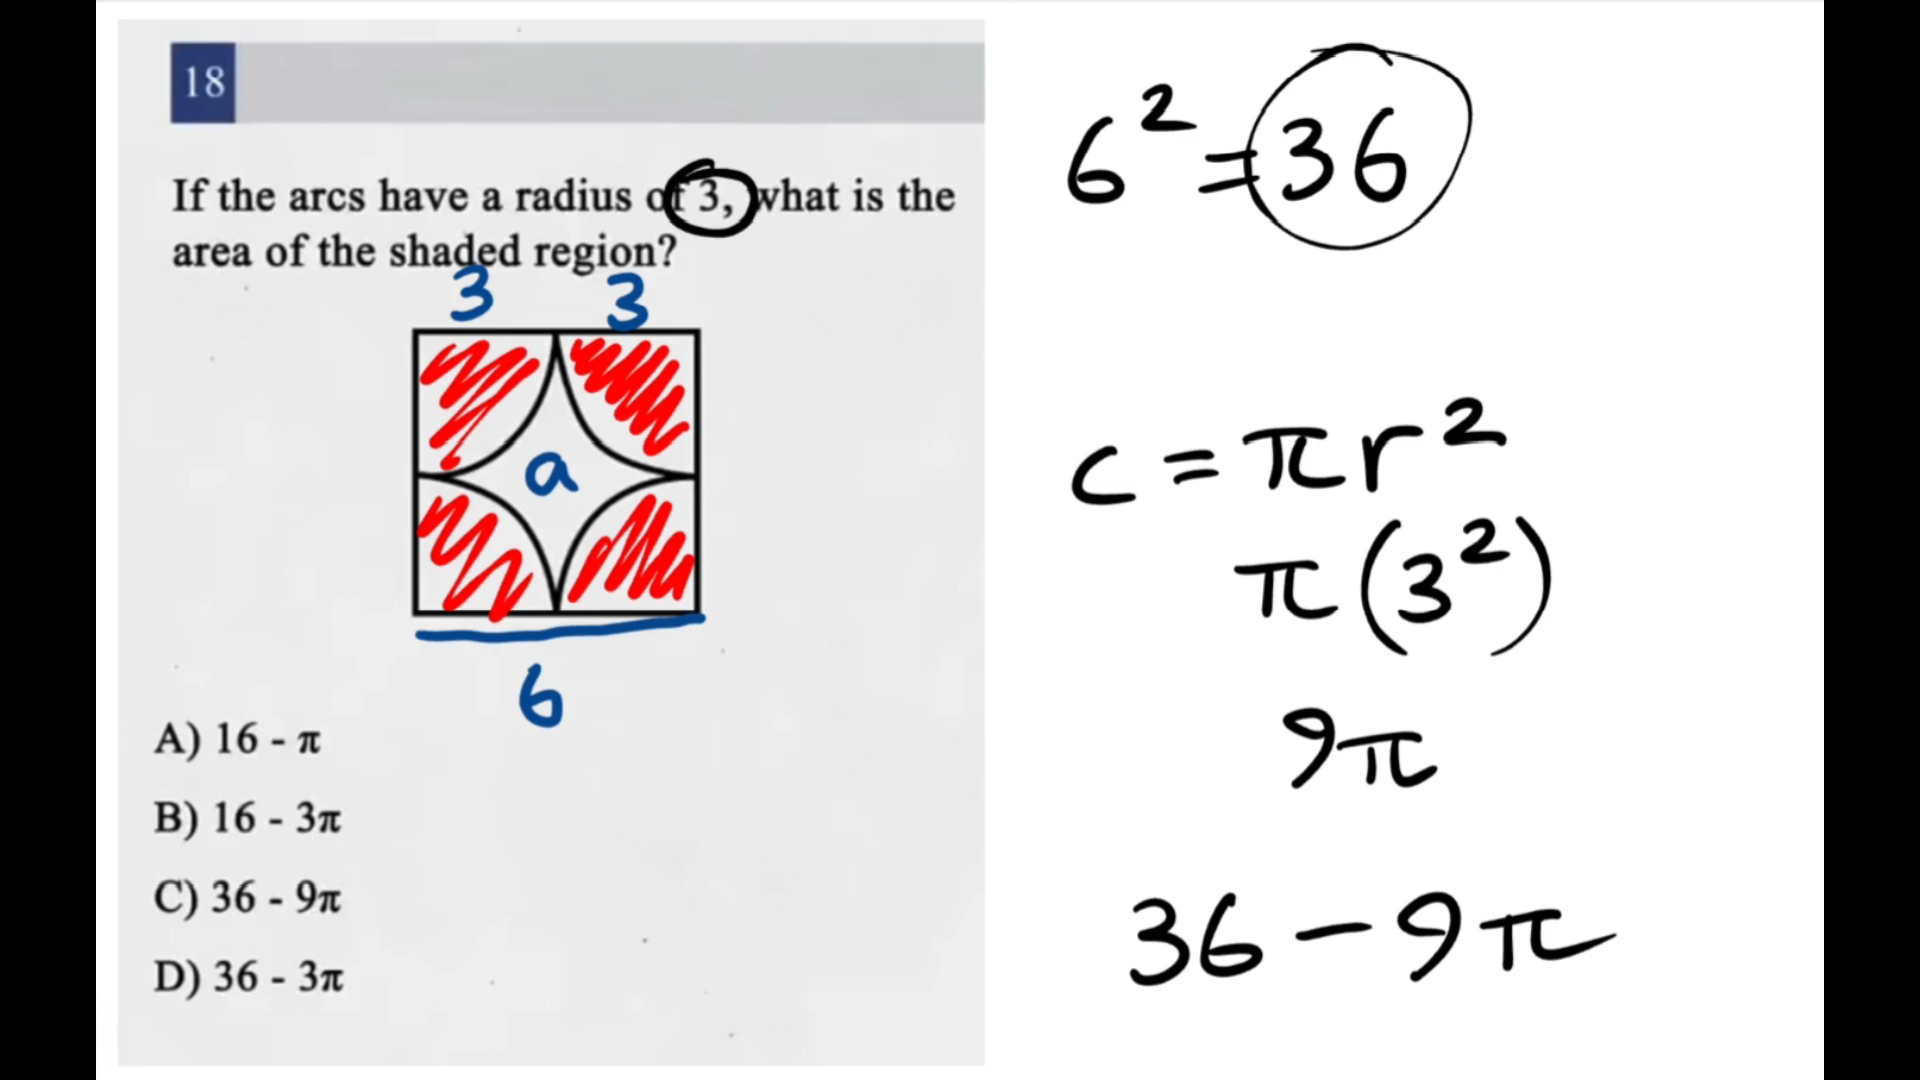 18
If the arcs have a radius of 3, what is the
area of the shaded region?
3 3
a
6
A) 16 - π
B) 16 - 3π
C) 36 - 9π
D) 36 - 3π
6² = 36
c = πr²
π(3²)
9π
36 - 9π